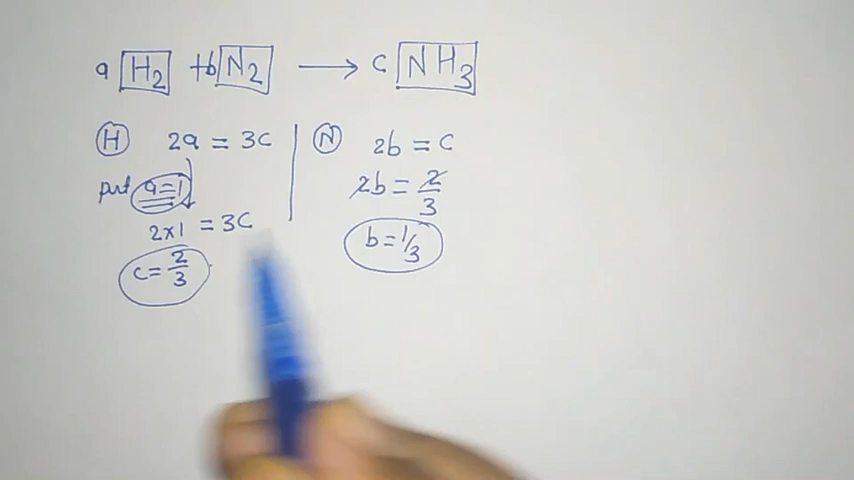 a H₂ + b N₂ ⟶ c NH₃
H 2a = 3c
put a=1
2×1 = 3c
c = 2/3
N 2b = c
2b = 2/3
b = 1/3